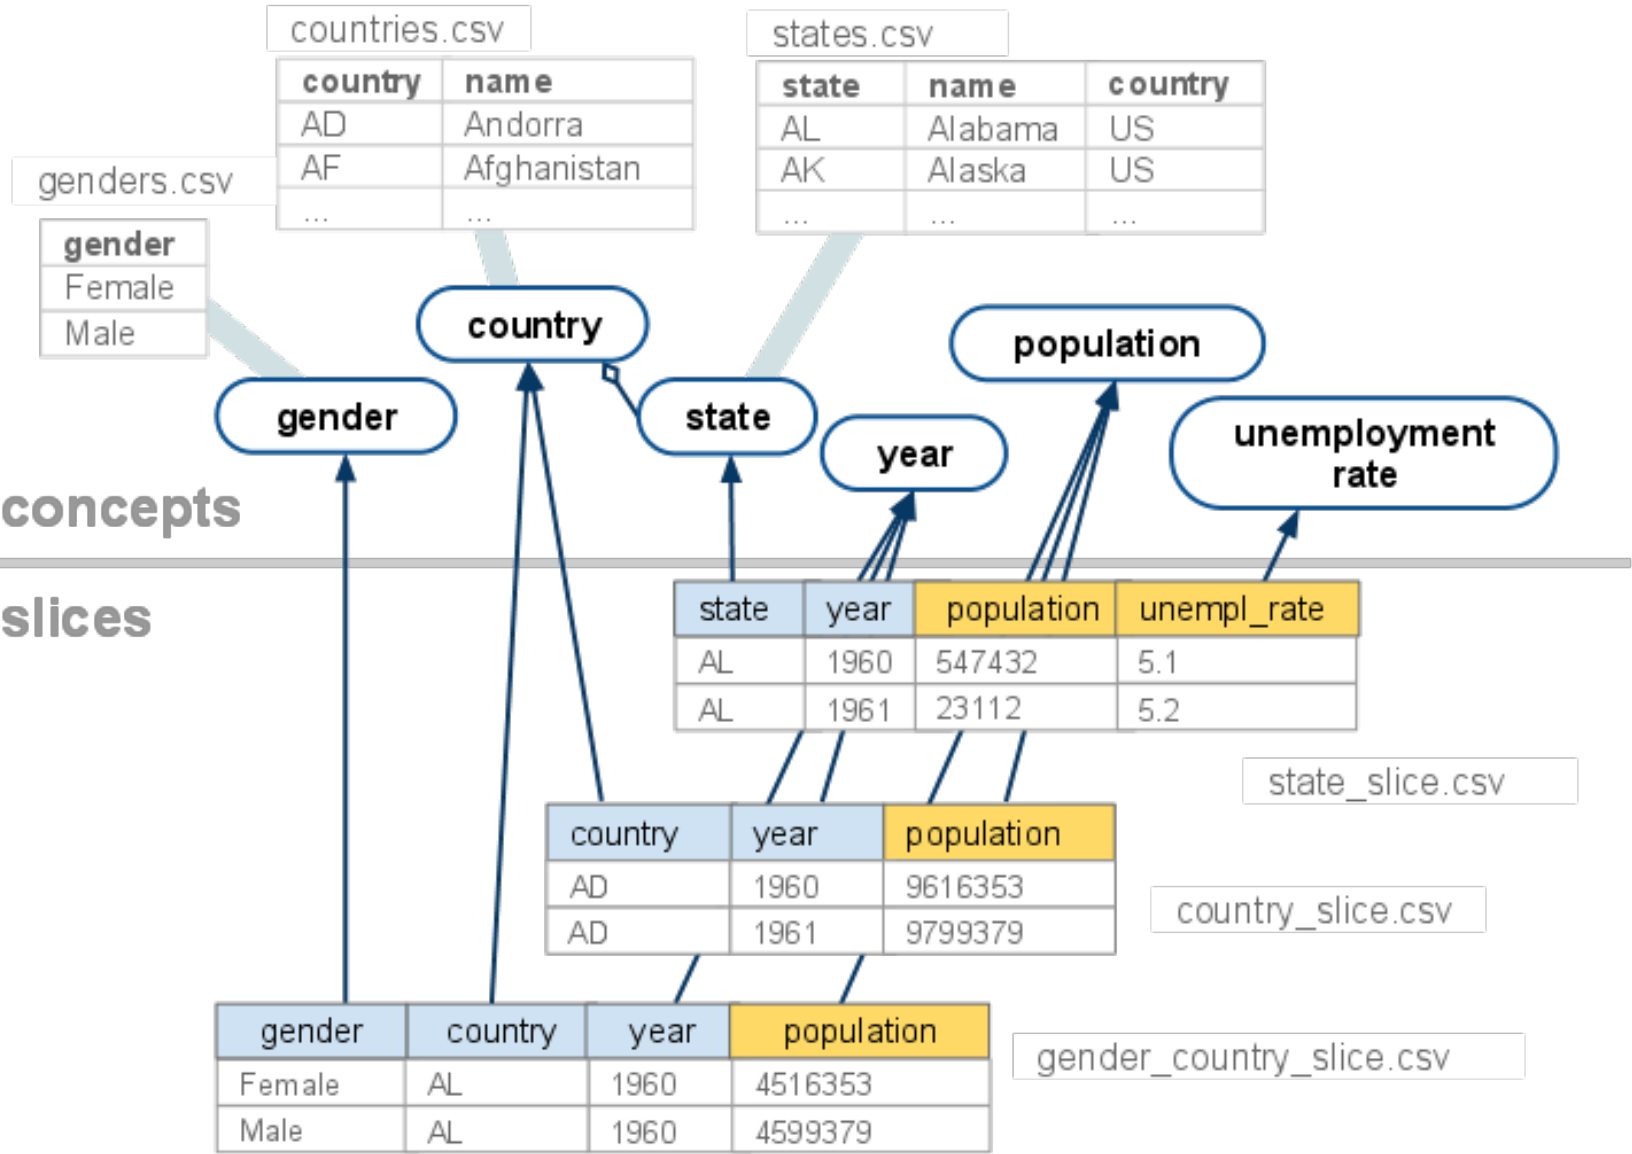 countries.csv
country name
AD Andorra
AF Afghanistan
... ...
states.csv
state name country
AL Alabama US
AK Alaska US
... ... ...
genders.csv
gender
Female
Male
country
population
gender
state
year
unemployment
rate
concepts
slices
state year population unempl_rate
AL 1960 547432 5.1
AL 1961 23112 5.2
state_slice.csv
country year population
AD 1960 9616353
AD 1961 9799379
country_slice.csv
gender country year population
Female AL 1960 4516353
Male AL 1960 4599379
gender_country_slice.csv